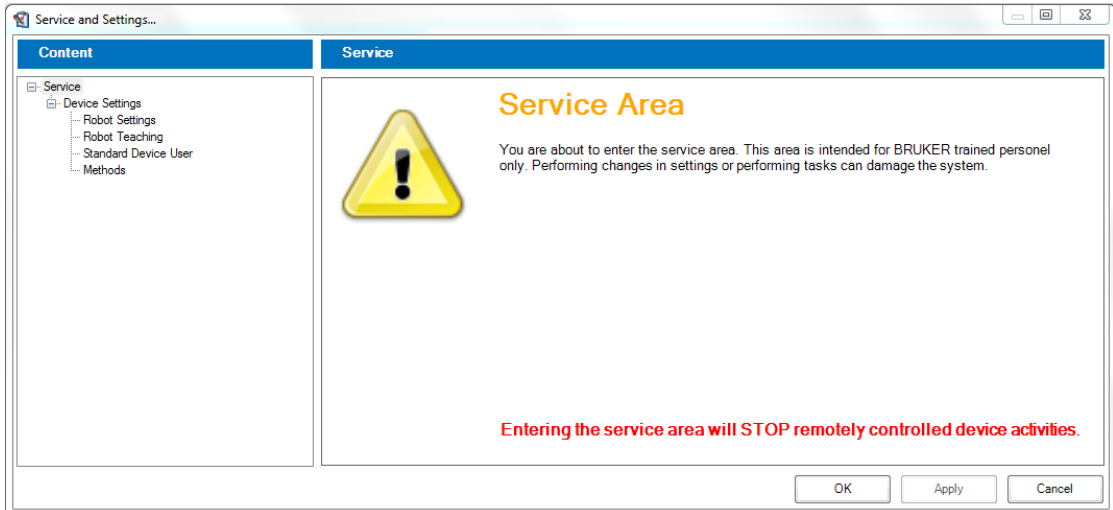 Service and Settings...
Content
Service
Service
Device Settings
Robot Settings
Robot Teaching
Standard Device User
Methods
Service Area
You are about to enter the service area. This area is intended for BRUKER trained personel
only. Performing changes in settings or performing tasks can damage the system.
Entering the service area will STOP remotely controlled device activities.
OK
Apply
Cancel